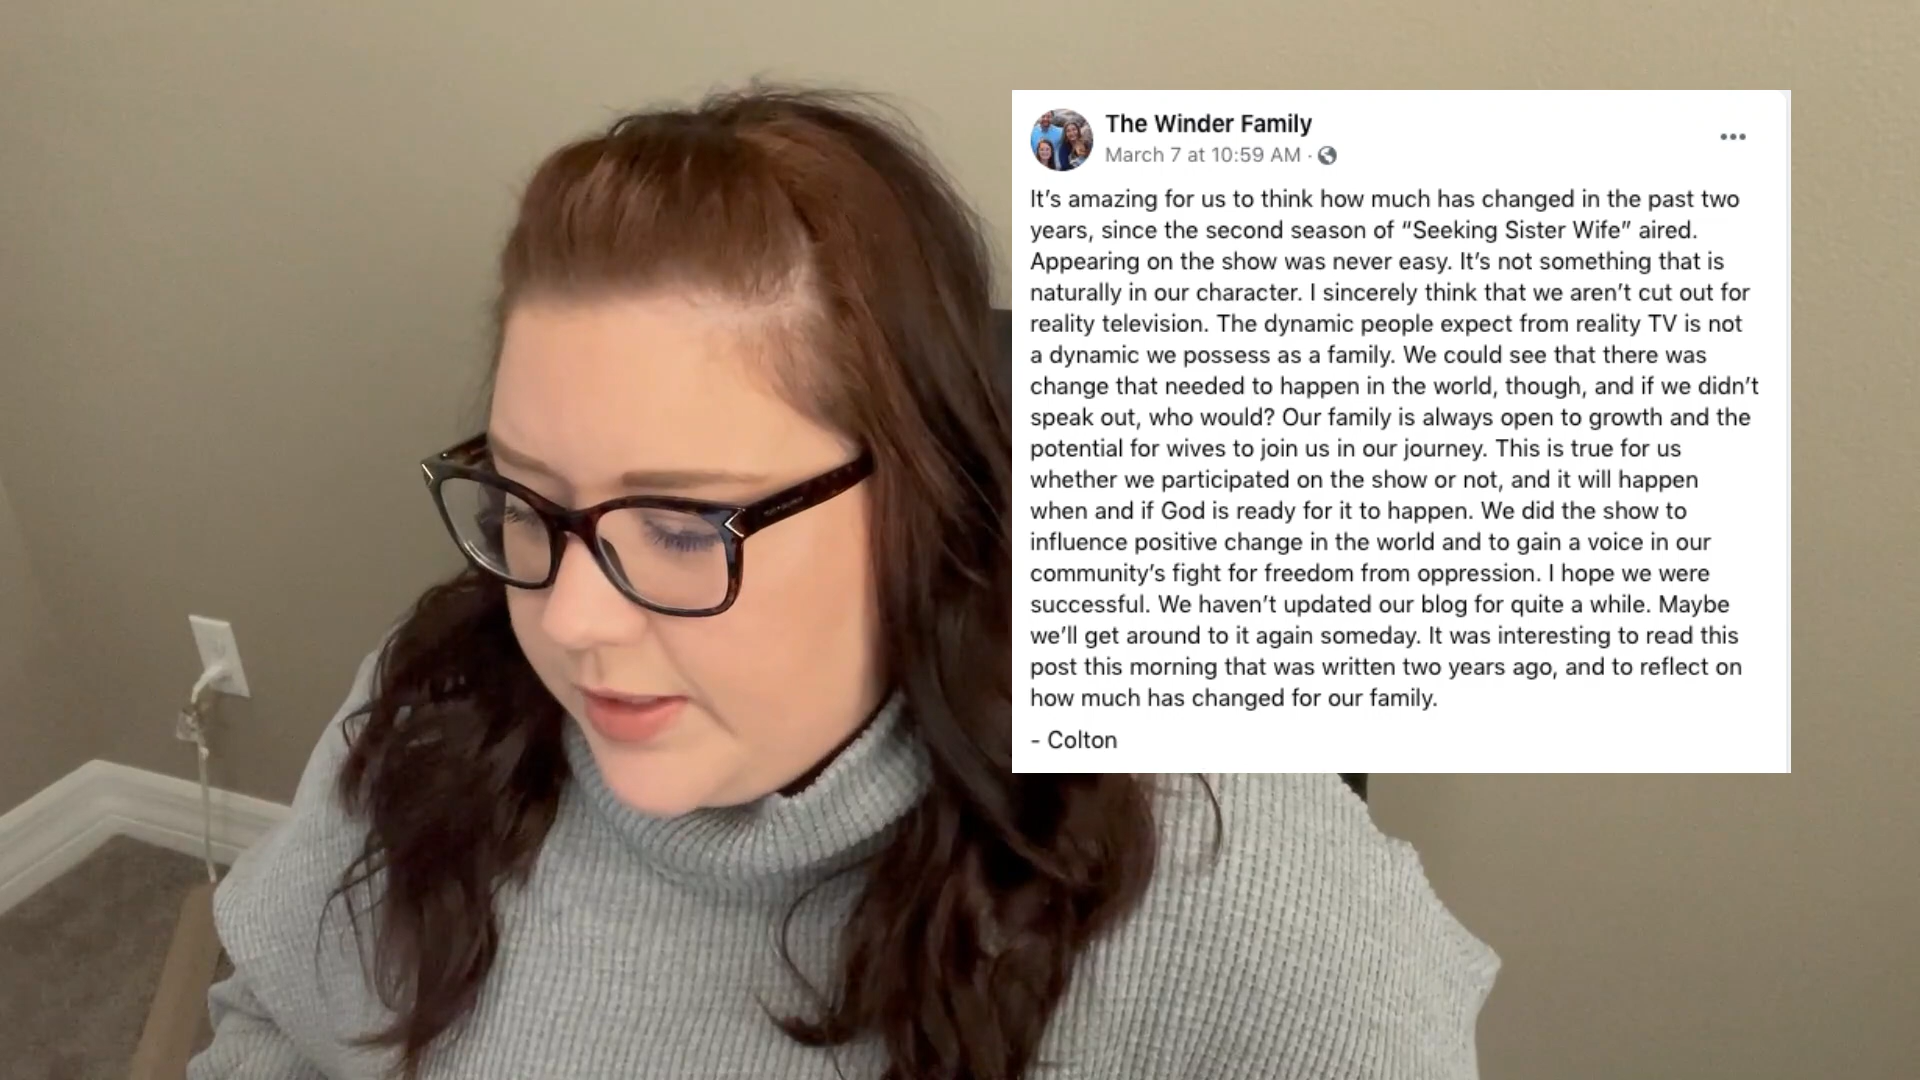 The Winder Family
March 7 at 10:59 AM ·
It's amazing for us to think how much has changed in the past two
years, since the second season of “Seeking Sister Wife” aired.
Appearing on the show was never easy. It's not something that is
naturally in our character. I sincerely think that we aren't cut out for
reality television. The dynamic people expect from reality TV is not
a dynamic we possess as a family. We could see that there was
change that needed to happen in the world, though, and if we didn't
speak out, who would? Our family is always open to growth and the
potential for wives to join us in our journey. This is true for us
whether we participated on the show or not, and it will happen
when and if God is ready for it to happen. We did the show to
influence positive change in the world and to gain a voice in our
community's fight for freedom from oppression. I hope we were
successful. We haven't updated our blog for quite a while. Maybe
we'll get around to it again someday. It was interesting to read this
post this morning that was written two years ago, and to reflect on
how much has changed for our family.
- Colton